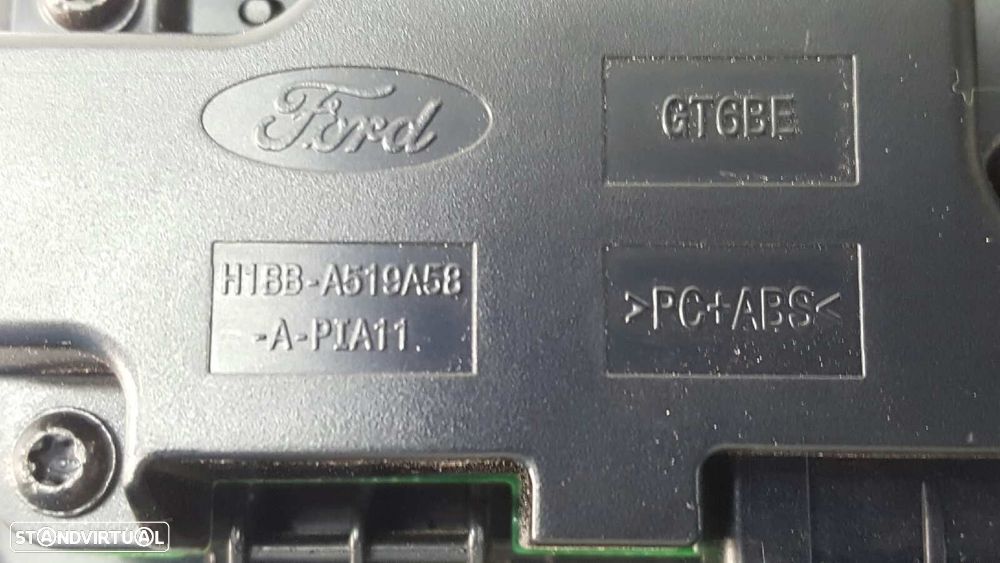 Ford
GT6BE
H1BB-A519A58
-A-PIA11.
>PC+ABS<
STANDVIRTUAL